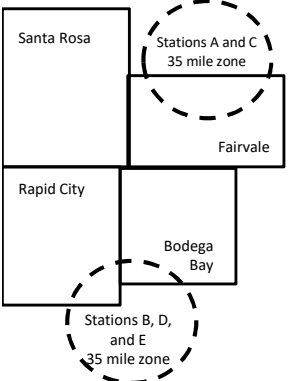 Santa Rosa
Stations A and C
35 mile zone
Fairvale
Rapid City
Bodega
Bay
Stations B, D,
and E
35 mile zone